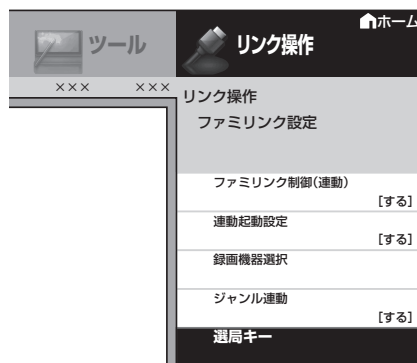 ホーム
ツール
リンク操作
××× ×××
リンク操作
ファミリンク設定
ファミリンク制御(連動)
[する]
連動起動設定
[する]
録画機器選択
ジャンル連動
[する]
選局キー